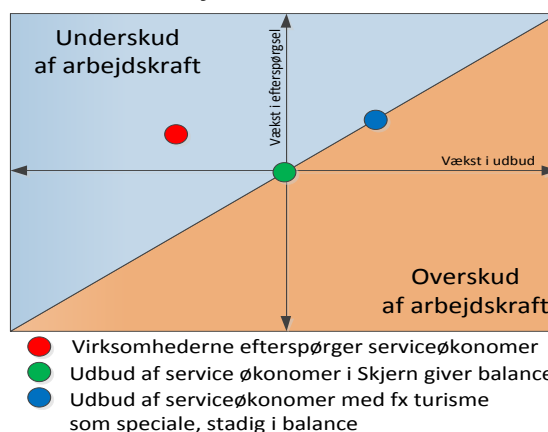 Underskud
af arbejdskraft
Vækst i efterspørgsel
Vækst i udbud
Overskud
af arbejdskraft
Virksomhederne efterspørger serviceøkonomer
Udbud af service økonomer i Skjern giver balance
Udbud af serviceøkonomer med fx turisme
som speciale, stadig i balance